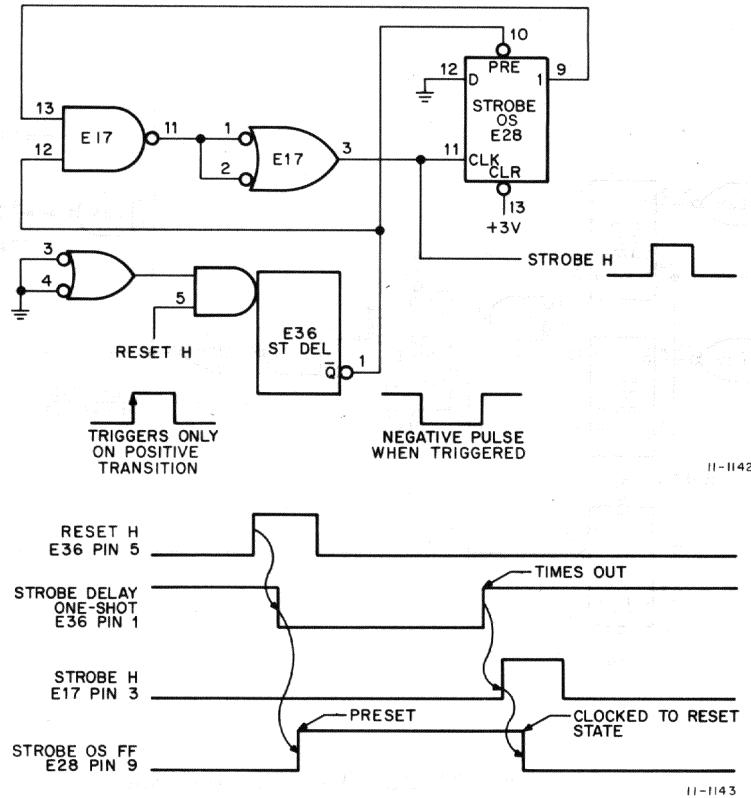 10
PRE
12
D
1
9
STROBE
OS
E28
13
E17
11
1
E17
3
11
CLK
12
2
CLR
13
+3V
STROBE H
3
4
5
E36
ST DEL
RESET H
Q̅
1
TRIGGERS ONLY
ON POSITIVE
TRANSITION
NEGATIVE PULSE
WHEN TRIGGERED
11-1142
RESET H
E36 PIN 5
STROBE DELAY
ONE-SHOT
E36 PIN 1
TIMES OUT
STROBE H
E17 PIN 3
PRESET
CLOCKED TO RESET
STATE
STROBE OS FF
E28 PIN 9
11-1143